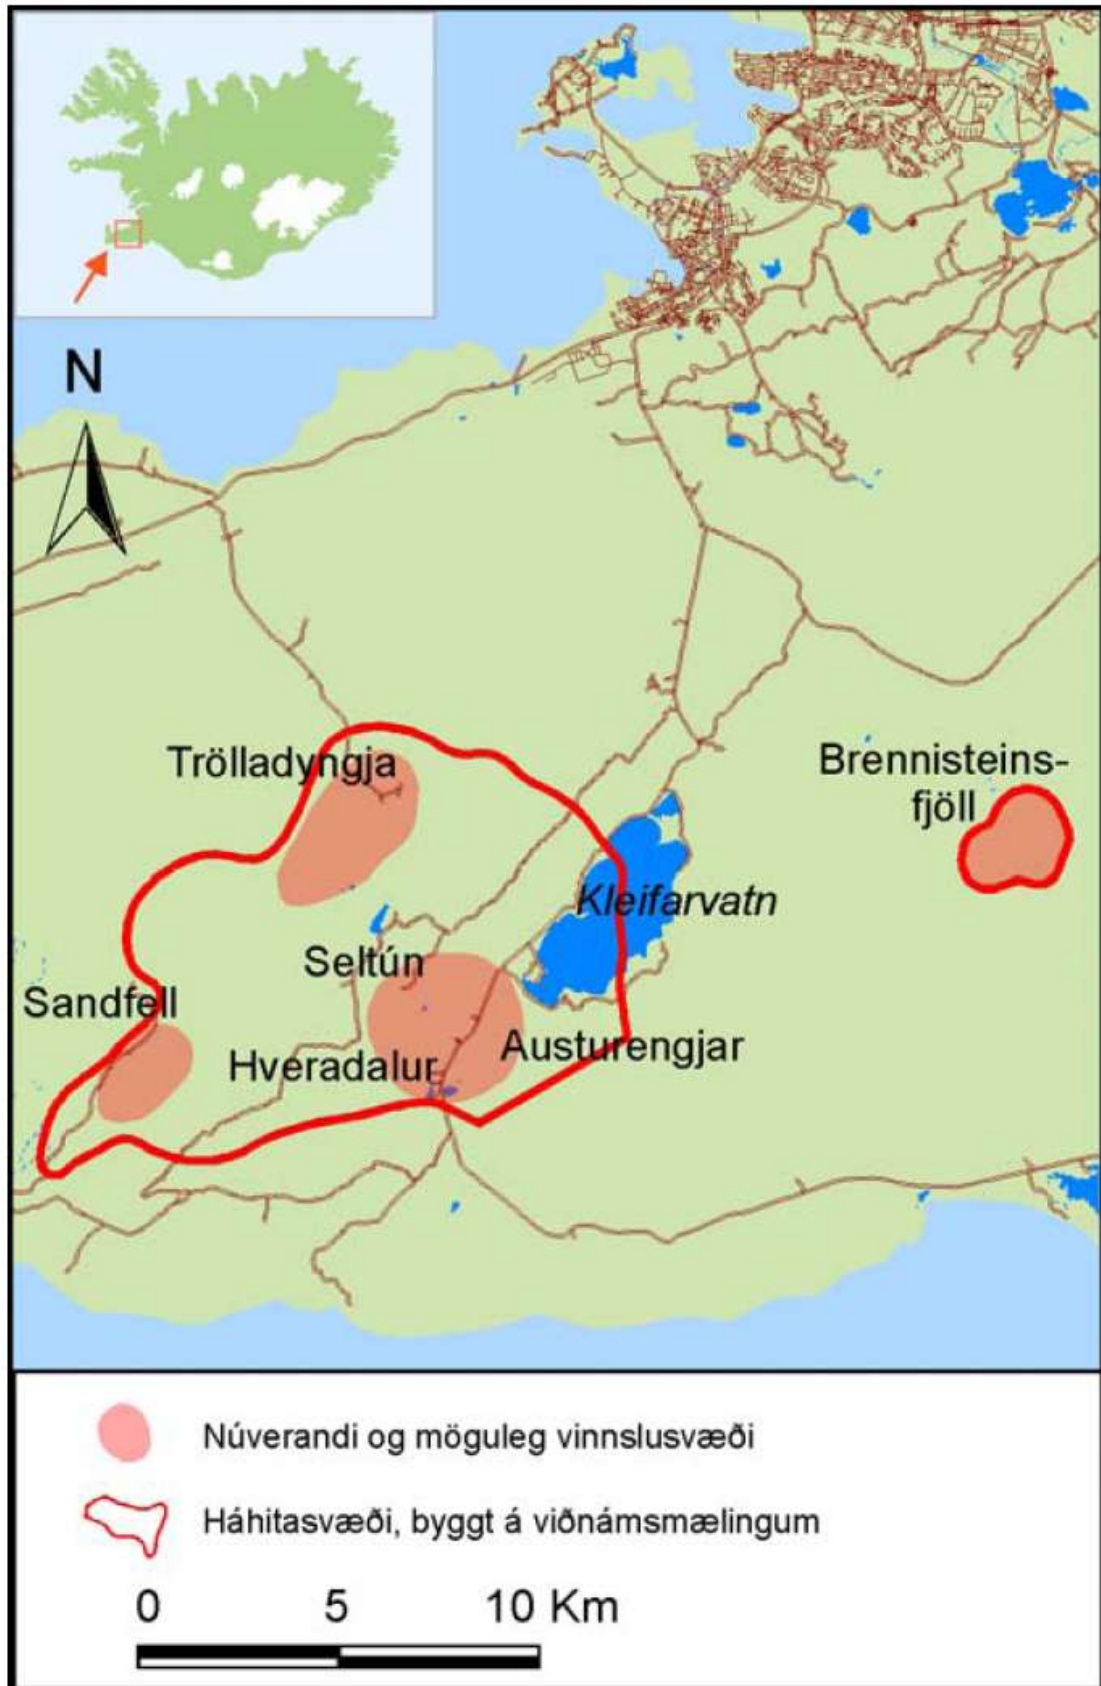 N
Trölladyngja
Brennisteins-
fjöll
Kleifarvatn
Seltún
Sandfell
Austurengjar
Hveradalur
Núverandi og möguleg vinnslusvæði
Háhitasvæði, byggt á viðnámsmælingum
0 5 10 Km